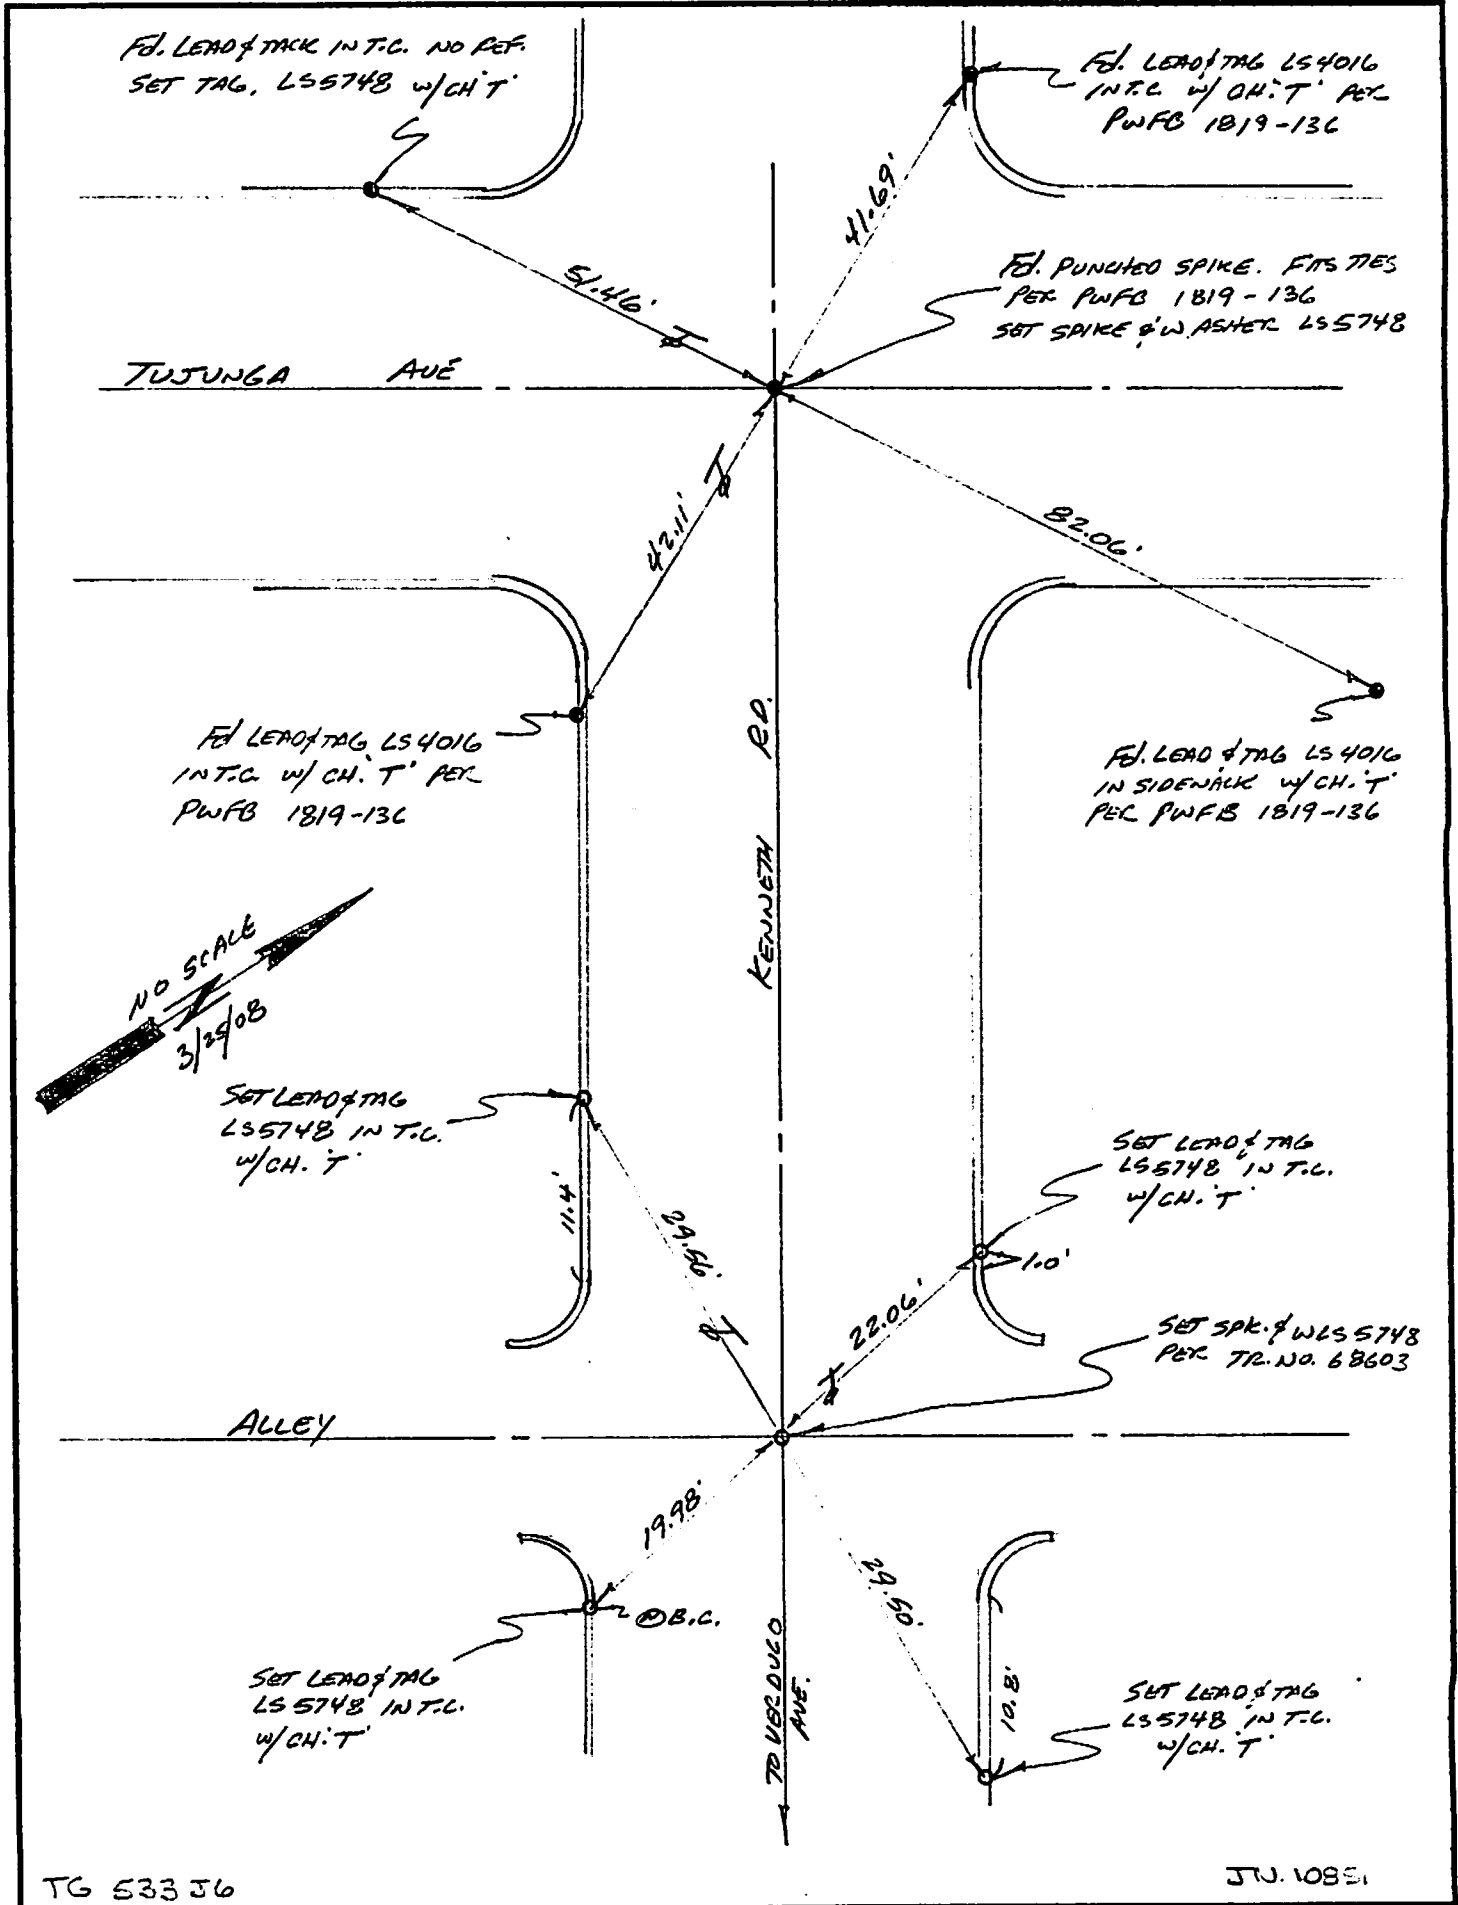 Fd. LEAD & TACK IN T.C. NO REF.
SET TAG, LS5748 W/CH 'T'
Fd. LEAD & TAG LS4016
IN T.C W/ CH. 'T' PER
PWFB 1819-136
51.46'
41.69'
Fd. PUNCHED SPIKE. FITS TIES
PER PWFB 1819-136
SET SPIKE & WASHER LS5748
TUJUNGA AVE
42.11'
82.06'
Fd LEAD & TAG LS4016
IN T.C. W/ CH. 'T' PER
PWFB 1819-136
KENNETH RD.
Fd. LEAD & TAG LS4016
IN SIDEWALK W/CH. 'T'
PER PWFB 1819-136
NO SCALE
3/25/08
SET LEAD & TAG
LS5748 IN T.C.
W/CH. 'T'
11.4'
29.56'
SET LEAD & TAG
LS5748 IN T.C.
W/CH. 'T'
1.0'
22.06'
SET SPK. & W LS5748
PER TR. NO. 68603
ALLEY
19.98'
29.50'
B.C.
SET LEAD & TAG
LS5748 IN T.C.
W/CH. 'T'
TO VERDUGO
AVE.
10.8'
SET LEAD & TAG
LS5748 IN T.C.
W/CH. 'T'
TG 533 J6
J.N. 10851